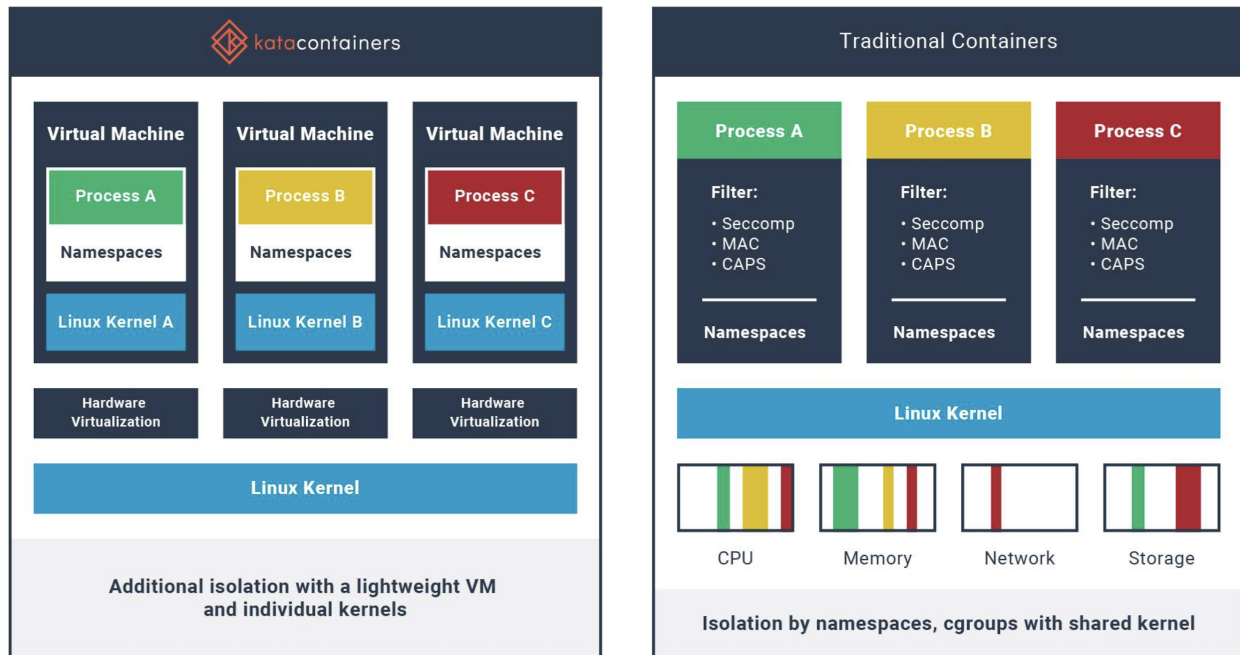 katacontainers
Virtual Machine
Process A
Namespaces
Linux Kernel A
Virtual Machine
Process B
Namespaces
Linux Kernel B
Virtual Machine
Process C
Namespaces
Linux Kernel C
Hardware
Virtualization
Hardware
Virtualization
Hardware
Virtualization
Linux Kernel
Additional isolation with a lightweight VM
and individual kernels
Traditional Containers
Process A
Filter:
• Seccomp
• MAC
• CAPS
Namespaces
Process B
Filter:
• Seccomp
• MAC
• CAPS
Namespaces
Process C
Filter:
• Seccomp
• MAC
• CAPS
Namespaces
Linux Kernel
CPU
Memory
Network
Storage
Isolation by namespaces, cgroups with shared kernel